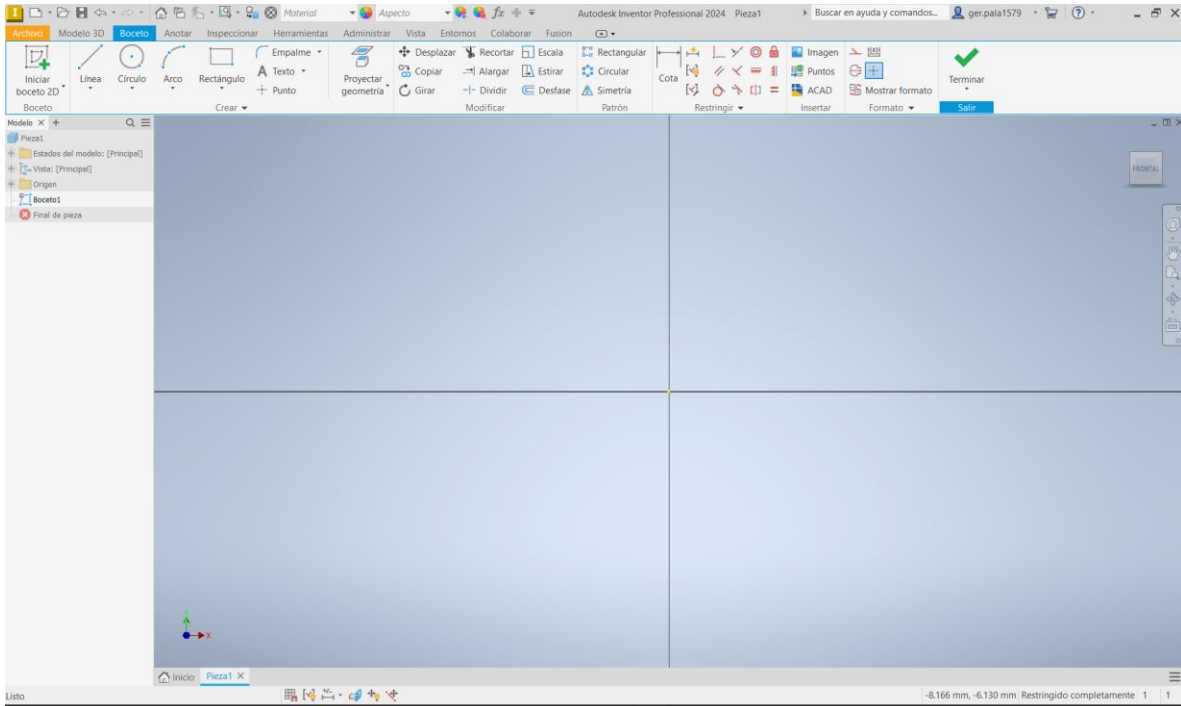 Material Aspecto fx Autodesk Inventor Professional 2024 Pieza1 Buscar en ayuda y comandos... ger.pala1579
Archivo Modelo 3D Boceto Anotar Inspeccionar Herramientas Administrar Vista Entornos Colaborar Fusion
Iniciar boceto 2D
Línea
Círculo
Arco
Rectángulo
Empalme
A Texto
Punto
Proyectar geometría
Desplazar
Copiar
Girar
Recortar
Alargar
Dividir
Escala
Estirar
Desfase
Rectangular
Circular
Simetría
Cota
Imagen
Puntos
ACAD
Mostrar formato
Terminar
Boceto Crear Modificar Patrón Restringir Insertar Formato Salir
Modelo × +
Pieza1
Estados del modelo: [Principal]
Vista: [Principal]
Origen
Boceto1
Final de pieza
FRONTAL
Y
X
Inicio Pieza1 ×
Listo
-8.166 mm, -6.130 mm Restringido completamente 1 1